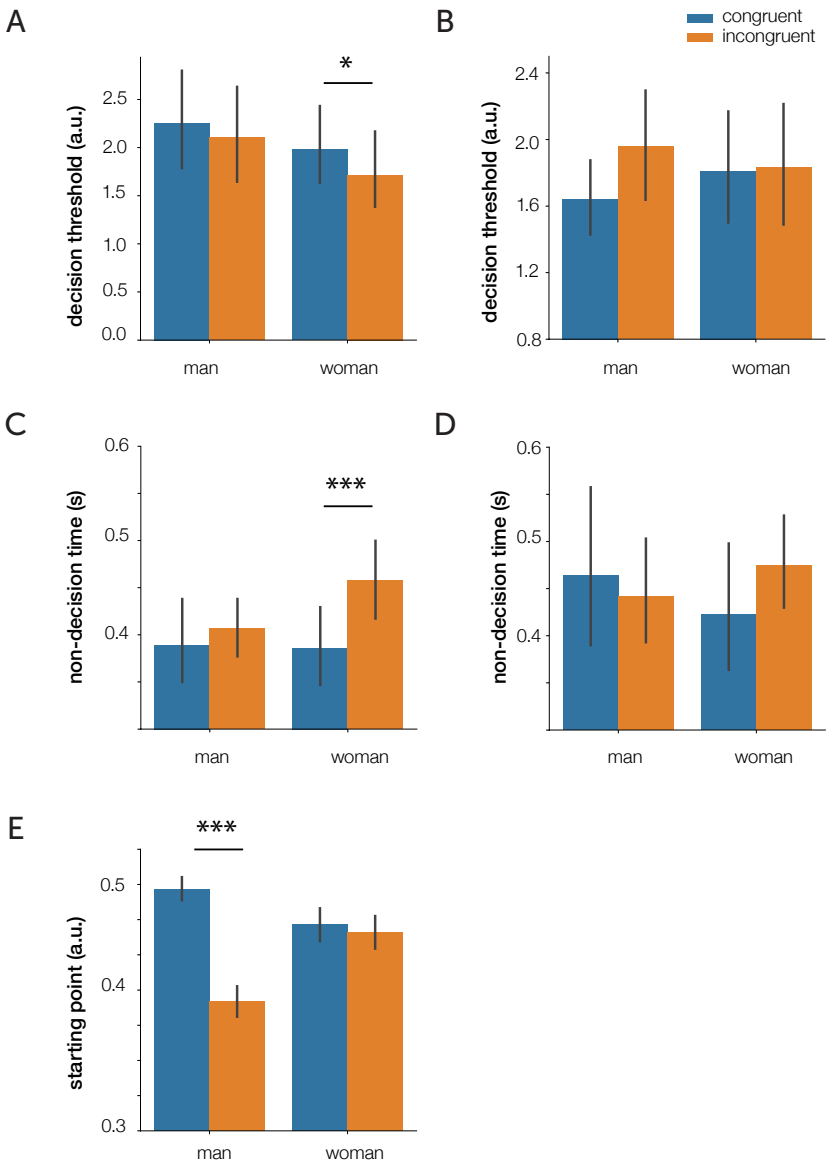 A
B
congruent
incongruent
decision threshold (a.u.)
2.5
2.0
1.5
1.0
0.5
0.0
*
man
woman
decision threshold (a.u.)
2.4
2.0
1.6
1.2
0.8
man
woman
C
D
non-decision time (s)
0.6
0.5
0.4
***
man
woman
non-decision time (s)
0.6
0.5
0.4
man
woman
E
starting point (a.u.)
0.5
0.4
0.3
***
man
woman